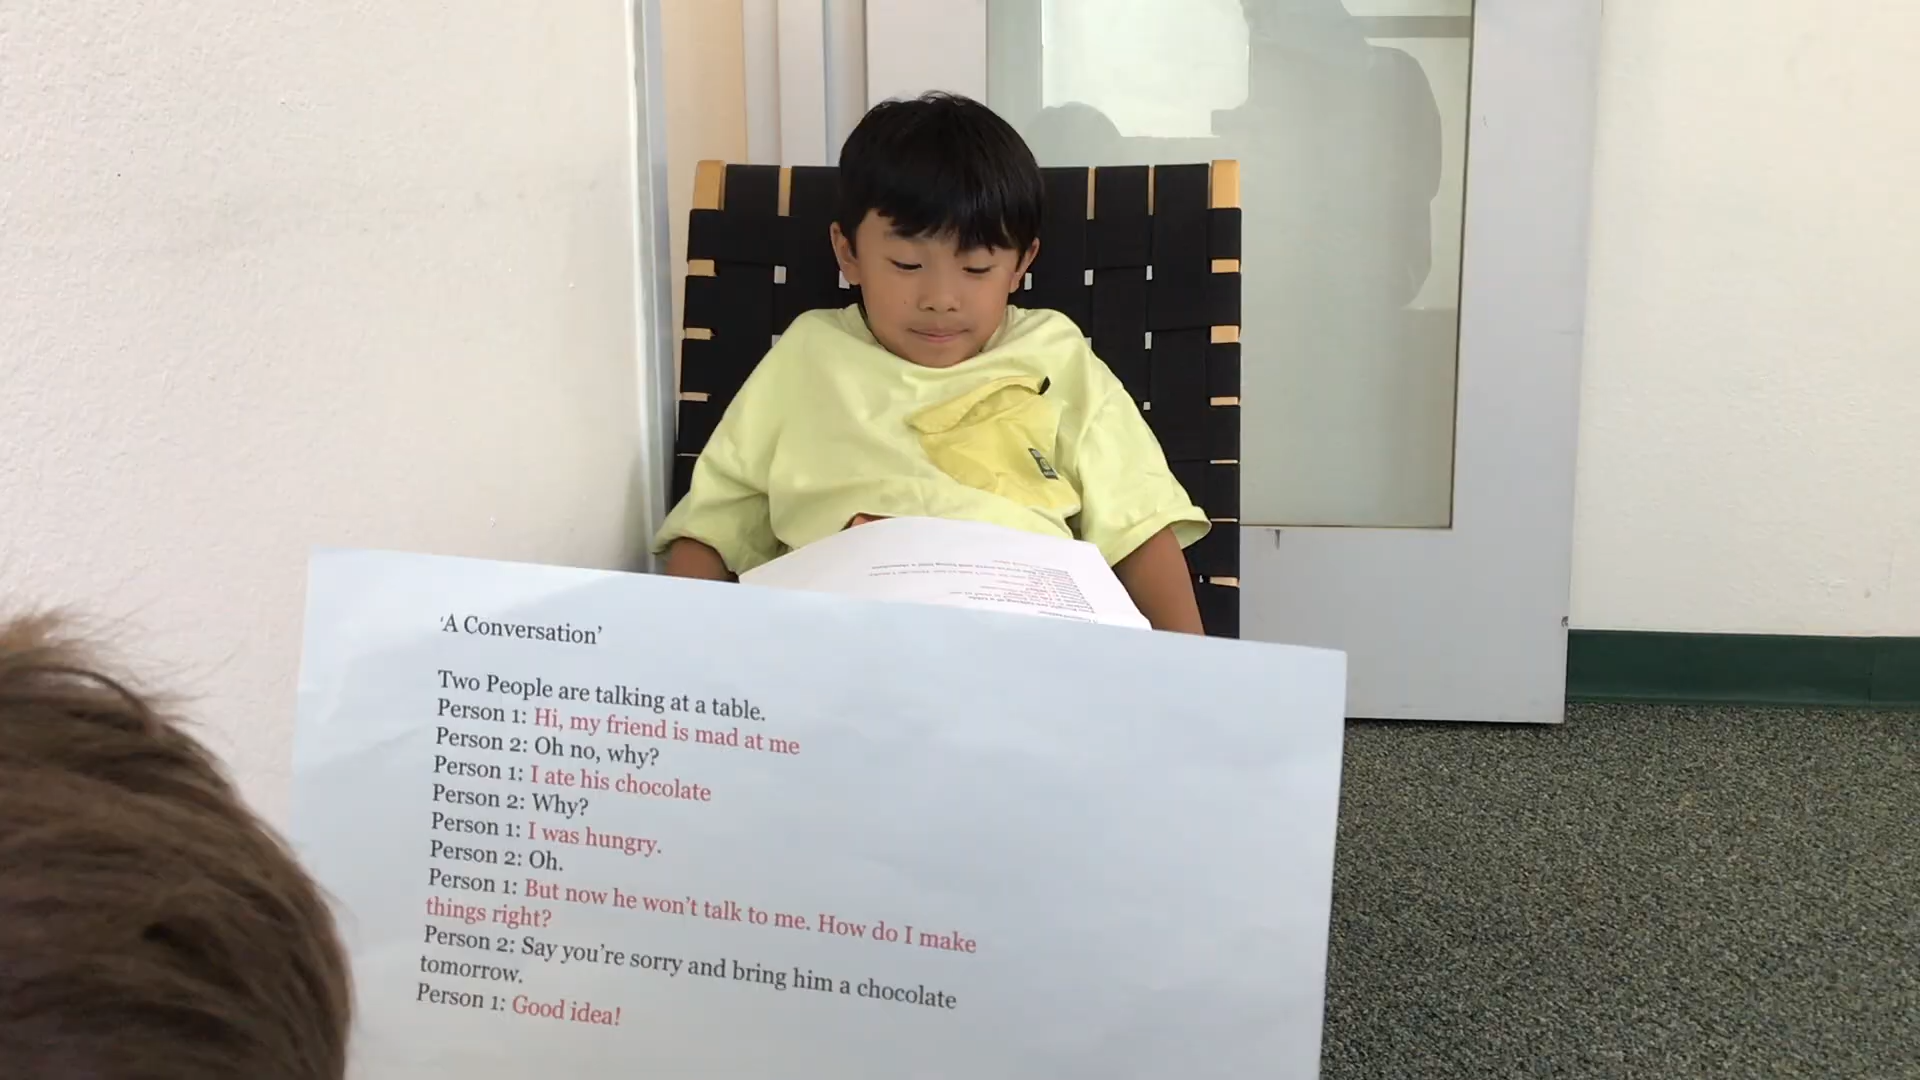 ‘A Conversation’
Two People are talking at a table.
Person 1: Hi, my friend is mad at me
Person 2: Oh no, why?
Person 1: I ate his chocolate
Person 2: Why?
Person 1: I was hungry.
Person 2: Oh.
Person 1: But now he won’t talk to me. How do I make
things right?
Person 2: Say you’re sorry and bring him a chocolate
tomorrow.
Person 1: Good idea!